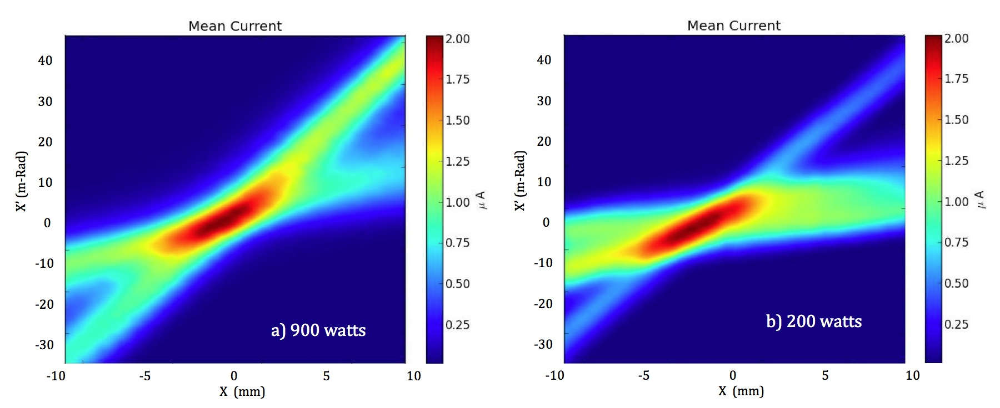 Mean Current
40
30
20
10
0
-10
-20
-30
X' (m-Rad)
-10 -5 0 5 10
X (mm)
a) 900 watts
2.00
1.75
1.50
1.25
1.00
0.75
0.50
0.25
μ A
Mean Current
40
30
20
10
0
-10
-20
-30
X' (m-Rad)
-10 -5 0 5 10
X (mm)
b) 200 watts
2.00
1.75
1.50
1.25
1.00
0.75
0.50
0.25
μ A